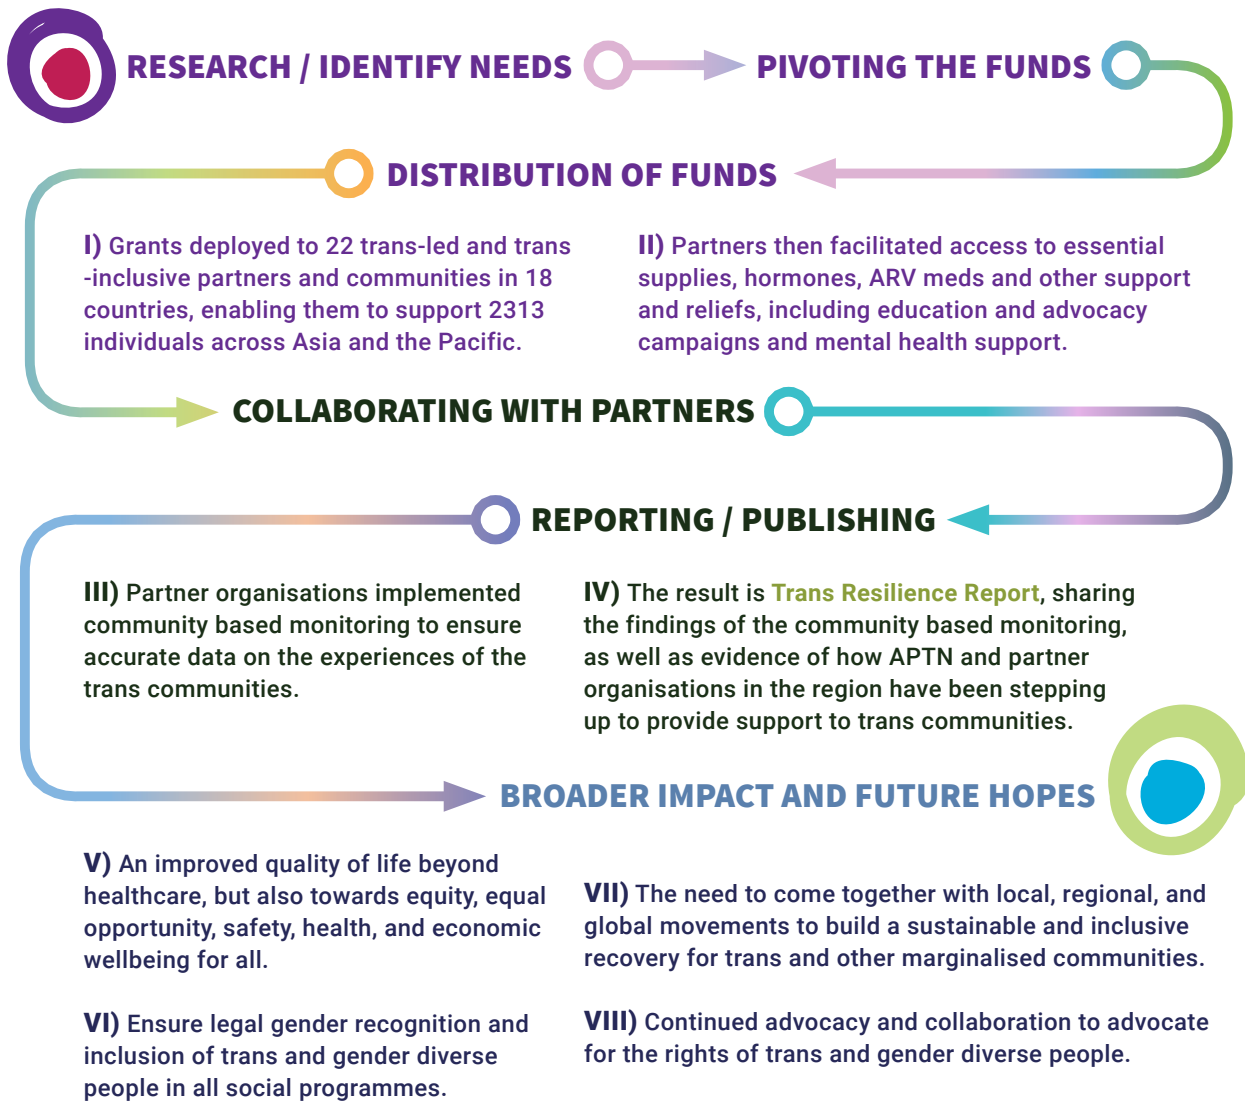 RESEARCH / IDENTIFY NEEDS
PIVOTING THE FUNDS
DISTRIBUTION OF FUNDS
I) Grants deployed to 22 trans-led and trans
-inclusive partners and communities in 18
countries, enabling them to support 2313
individuals across Asia and the Pacific.
II) Partners then facilitated access to essential
supplies, hormones, ARV meds and other support
and reliefs, including education and advocacy
campaigns and mental health support.
COLLABORATING WITH PARTNERS
REPORTING / PUBLISHING
III) Partner organisations implemented
community based monitoring to ensure
accurate data on the experiences of the
trans communities.
IV) The result is Trans Resilience Report, sharing
the findings of the community based monitoring,
as well as evidence of how APTN and partner
organisations in the region have been stepping
up to provide support to trans communities.
BROADER IMPACT AND FUTURE HOPES
V) An improved quality of life beyond
healthcare, but also towards equity, equal
opportunity, safety, health, and economic
wellbeing for all.
VI) Ensure legal gender recognition and
inclusion of trans and gender diverse
people in all social programmes.
VII) The need to come together with local, regional, and
global movements to build a sustainable and inclusive
recovery for trans and other marginalised communities.
VIII) Continued advocacy and collaboration to advocate
for the rights of trans and gender diverse people.